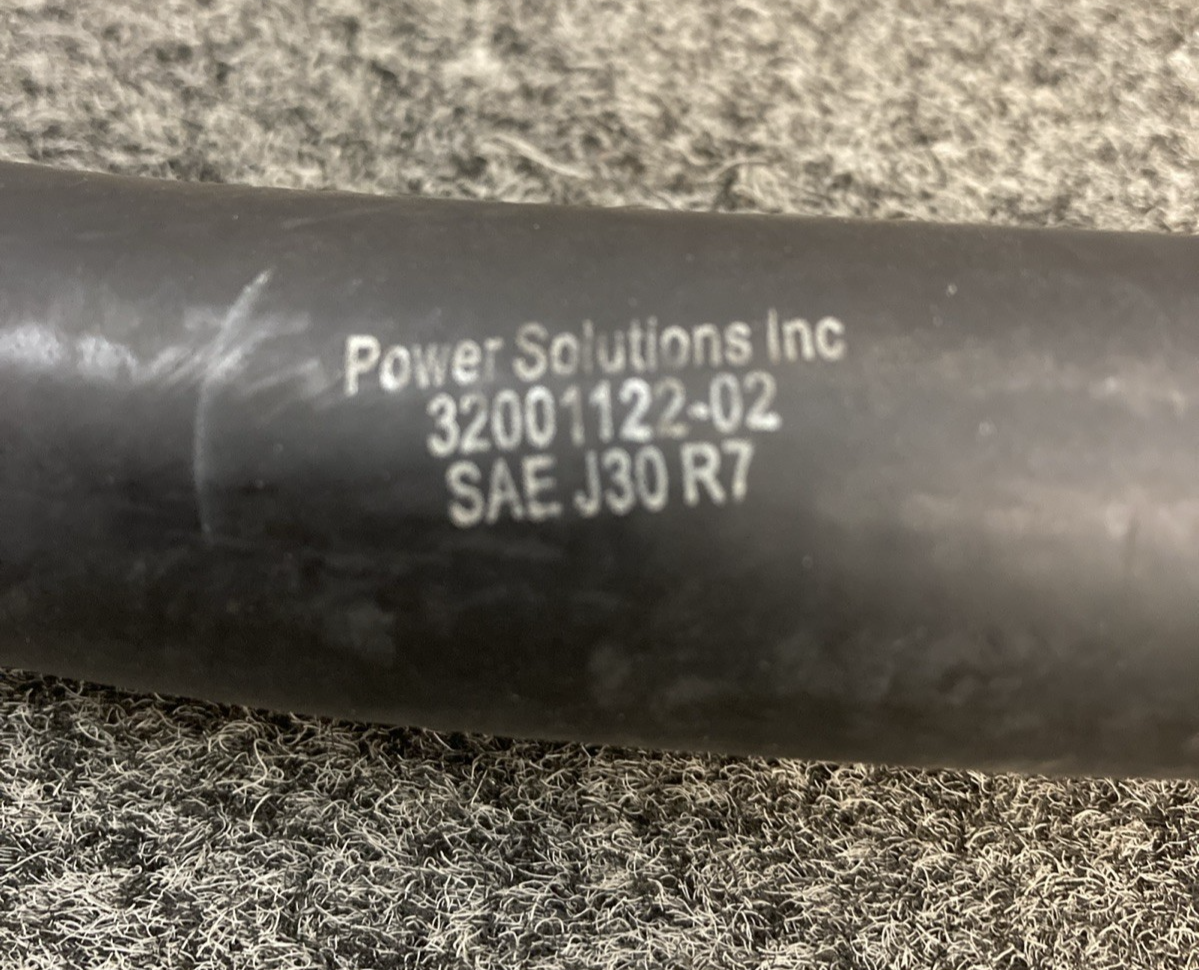 Power Solutions Inc
32001122-02
SAE J30 R7